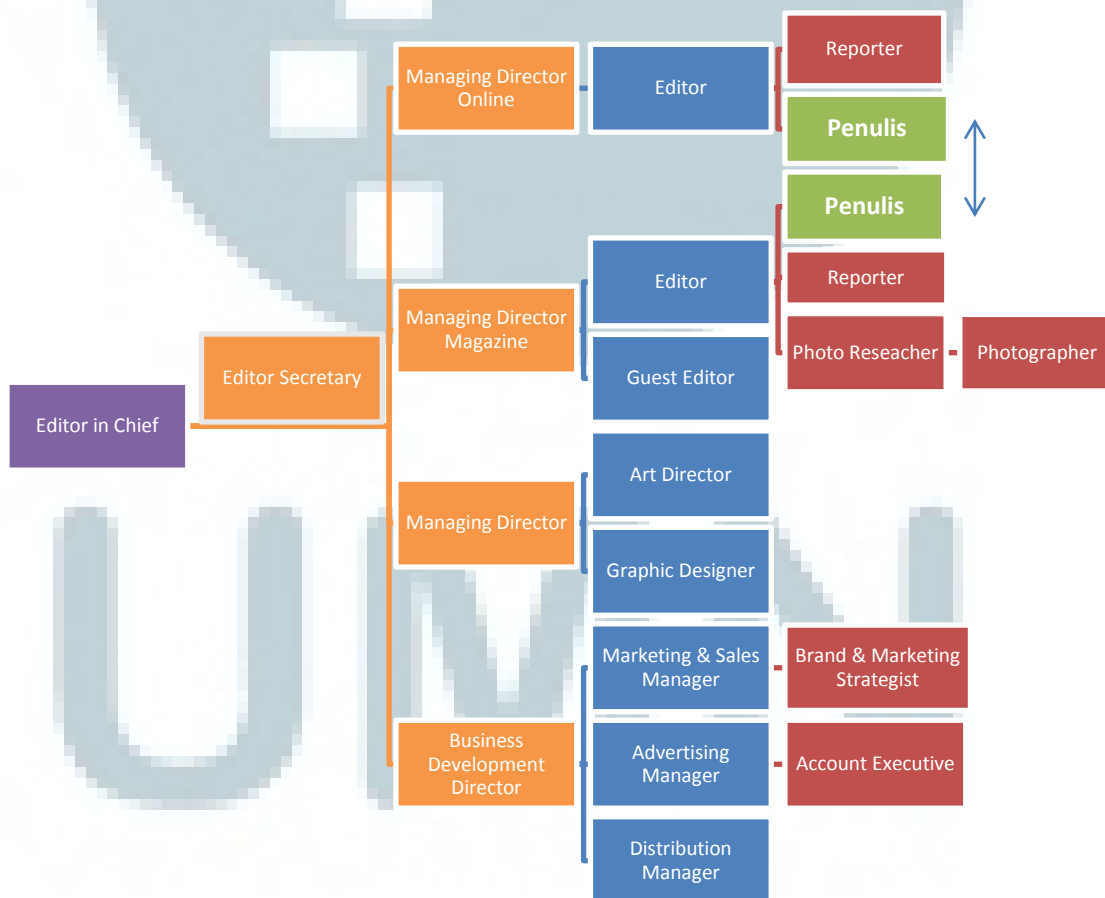 Reporter
Managing Director
Online
Editor
Penulis
Penulis
Editor
Reporter
Managing Director
Magazine
Photo Reseacher
Photographer
Editor Secretary
Guest Editor
Editor in Chief
Art Director
Managing Director
Graphic Designer
Marketing & Sales
Manager
Brand & Marketing
Strategist
Business
Development
Director
Advertising
Manager
Account Executive
Distribution
Manager
UMN